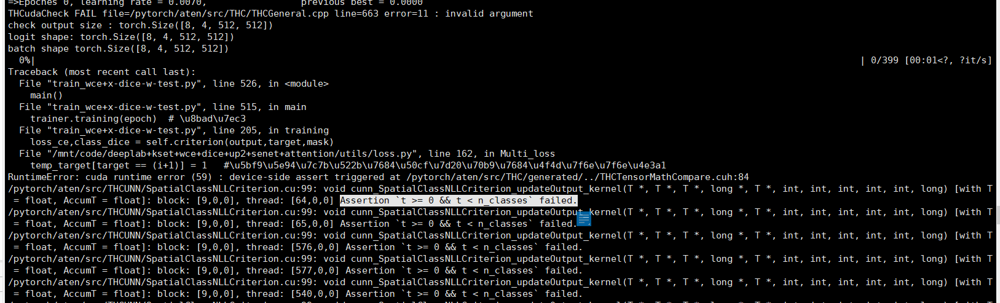 =>Epoches 0, learning rate = 0.0070,                 previous best = 0.0000
THCudaCheck FAIL file=/pytorch/aten/src/THC/THCGeneral.cpp line=663 error=11 : invalid argument
check output size : torch.Size([8, 4, 512, 512])
logit shape: torch.Size([8, 4, 512, 512])
batch shape torch.Size([8, 4, 512, 512])
  0%|                                                                   | 0/399 [00:01<?, ?it/s]
Traceback (most recent call last):
  File "train_wce+x-dice-w-test.py", line 526, in <module>
    main()
  File "train_wce+x-dice-w-test.py", line 515, in main
    trainer.training(epoch)  # \u8bad\u7ec3
  File "train_wce+x-dice-w-test.py", line 205, in training
    loss_ce,class_dice = self.criterion(output,target,mask)
  File "/mnt/code/deeplab+kset+wce+dice+up2+senet+attention/utils/loss.py", line 162, in Multi_loss
    temp_target[target == (i+1)] = 1   #\u5bf9\u5e94\u7c7b\u522b\u7684\u50cf\u7d20\u70b9\u7684\u4f4d\u7f6e\u7f6e\u4e3a1
RuntimeError: cuda runtime error (59) : device-side assert triggered at /pytorch/aten/src/THC/generated/../THCTensorMathCompare.cuh:84
/pytorch/aten/src/THCUNN/SpatialClassNLLCriterion.cu:99: void cunn_SpatialClassNLLCriterion_updateOutput_kernel(T *, T *, T *, long *, T *, int, int, int, int, int, long) [with T
 = float, AccumT = float]: block: [9,0,0], thread: [64,0,0] Assertion `t >= 0 && t < n_classes` failed.
/pytorch/aten/src/THCUNN/SpatialClassNLLCriterion.cu:99: void cunn_SpatialClassNLLCriterion_updateOutput_kernel(T *, T *, T *, long *, T *, int, int, int, int, int, long) [with T
 = float, AccumT = float]: block: [9,0,0], thread: [65,0,0] Assertion `t >= 0 && t < n_classes` failed.
/pytorch/aten/src/THCUNN/SpatialClassNLLCriterion.cu:99: void cunn_SpatialClassNLLCriterion_updateOutput_kernel(T *, T *, T *, long *, T *, int, int, int, int, int, long) [with T
 = float, AccumT = float]: block: [9,0,0], thread: [576,0,0] Assertion `t >= 0 && t < n_classes` failed.
/pytorch/aten/src/THCUNN/SpatialClassNLLCriterion.cu:99: void cunn_SpatialClassNLLCriterion_updateOutput_kernel(T *, T *, T *, long *, T *, int, int, int, int, int, long) [with T
 = float, AccumT = float]: block: [9,0,0], thread: [577,0,0] Assertion `t >= 0 && t < n_classes` failed.
/pytorch/aten/src/THCUNN/SpatialClassNLLCriterion.cu:99: void cunn_SpatialClassNLLCriterion_updateOutput_kernel(T *, T *, T *, long *, T *, int, int, int, int, int, long) [with T
 = float, AccumT = float]: block: [9,0,0], thread: [540,0,0] Assertion `t >= 0 && t < n_classes` failed.